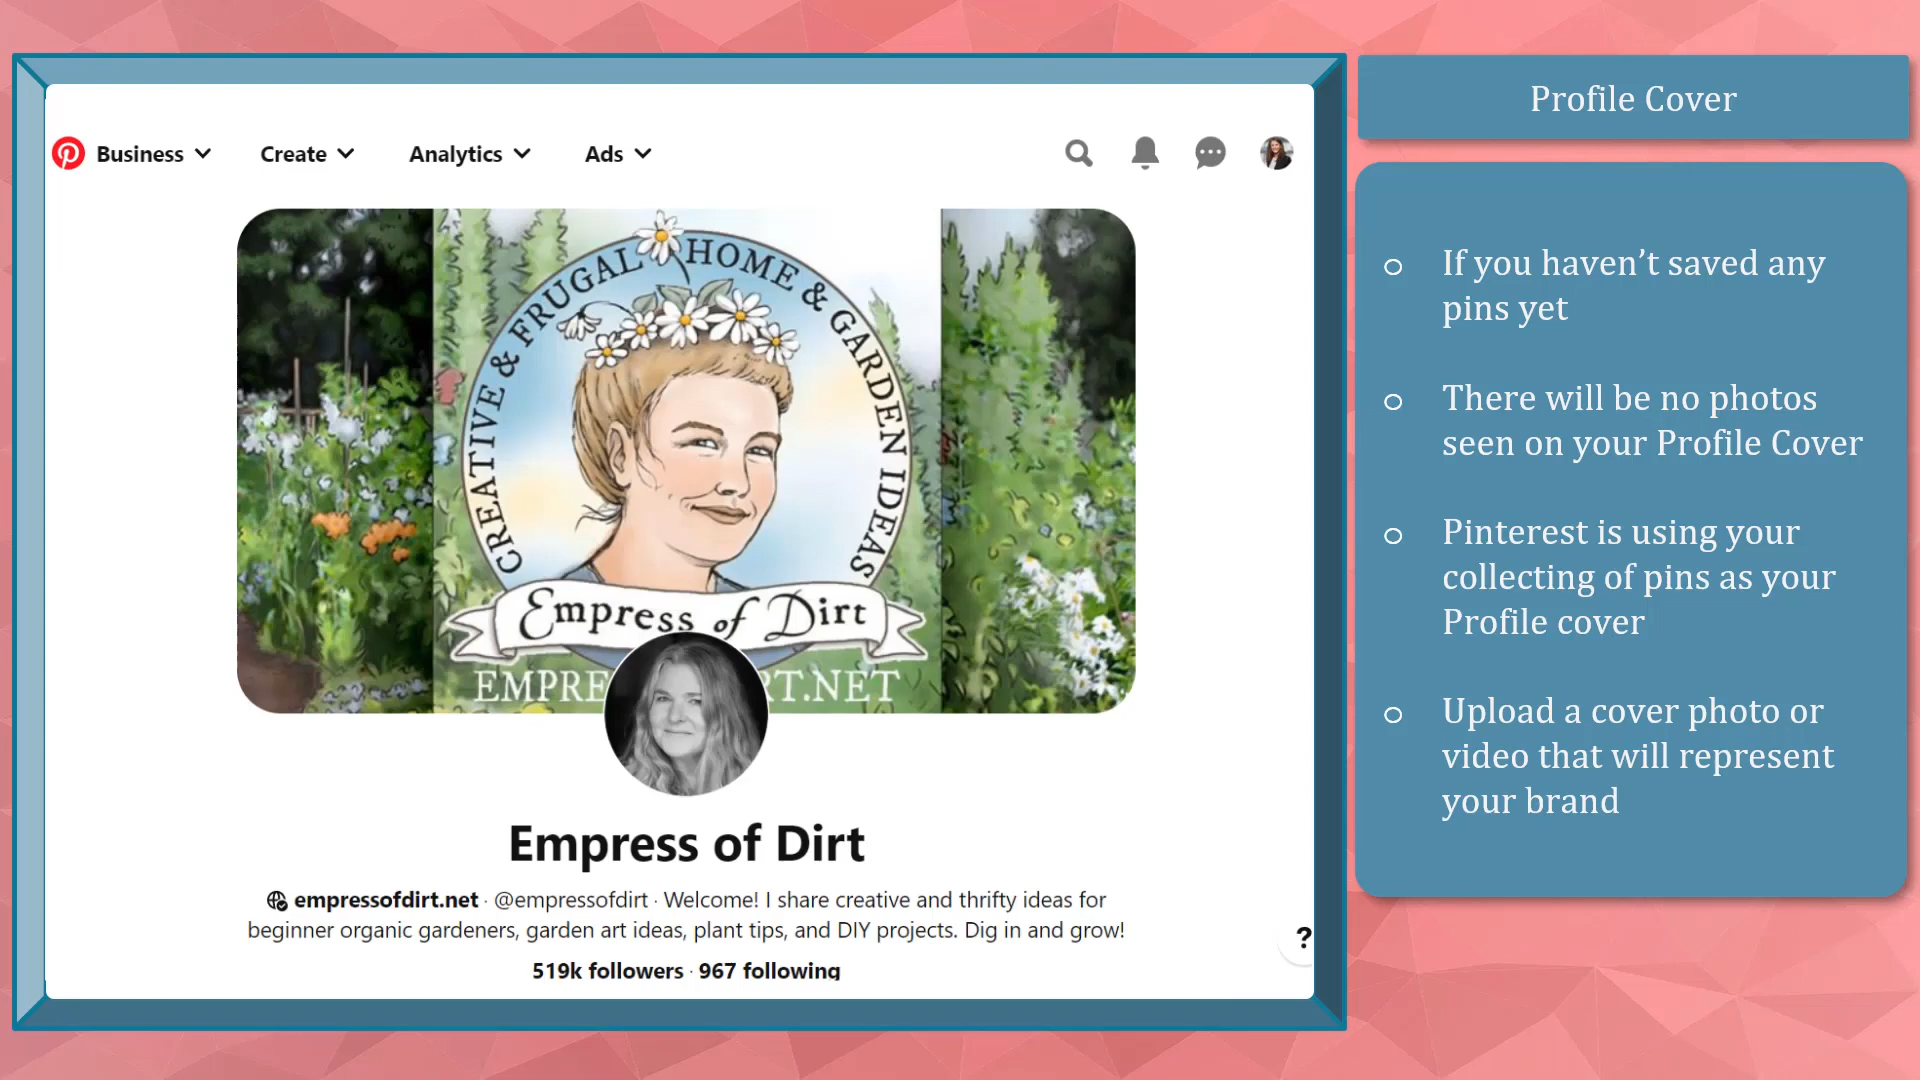 Business
Create
Analytics
Ads
CREATIVE & FRUGAL HOME & GARDEN IDEAS
Empress of Dirt
Empress of Dirt
empressofdirt.net · @empressofdirt · Welcome! I share creative and thrifty ideas for
beginner organic gardeners, garden art ideas, plant tips, and DIY projects. Dig in and grow!
519k followers · 967 following
?
Profile Cover
If you haven’t saved any
pins yet
There will be no photos
seen on your Profile Cover
Pinterest is using your
collecting of pins as your
Profile cover
Upload a cover photo or
video that will represent
your brand